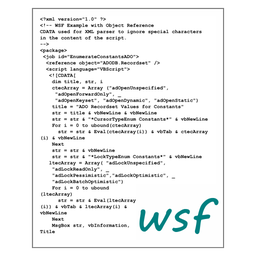 <?xml version="1.0" ?>
<!-- WSF Example with Object Reference
CDATA used for XML parser to ignore special characters
in the content of the script.
-->
<package>
<job id="EnumerateConstantsADO">
<reference object="ADODB.Recordset" />
<script language="VBScript">
<![CDATA[
dim title, str, i
ctecArray = Array ("adOpenUnspecified",
"adOpenForwardOnly", _
"adOpenKeyset", "adOpenDynamic", "adOpenStatic")
title = "ADO Recordset Values for Constants"
str = title & vbNewLine & vbNewLine
str = str & "*CursorTypeEnum Constants*" & vbNewLine
For i = 0 to ubound(ctecArray)
str = str & Eval(ctecArray(i)) & vbTab & ctecArray
(i) & vbNewLine
Next
str = str & vbNewLine
str = str & "*LockTypeEnum Constants*" & vbNewLine
ltecArray = Array( "adLockUnspecified",
"adLockReadOnly", _
"adLockPessimistic","adLockOptimistic", _
"adLockBatchOptimistic")
For i = 0 to ubound
(ltecArray)
str = str & Eval(ltecArray
(i)) & vbTab & ltecArray(i) &
vbNewLine
Next
MsgBox str, vbInformation,
Title
wsf